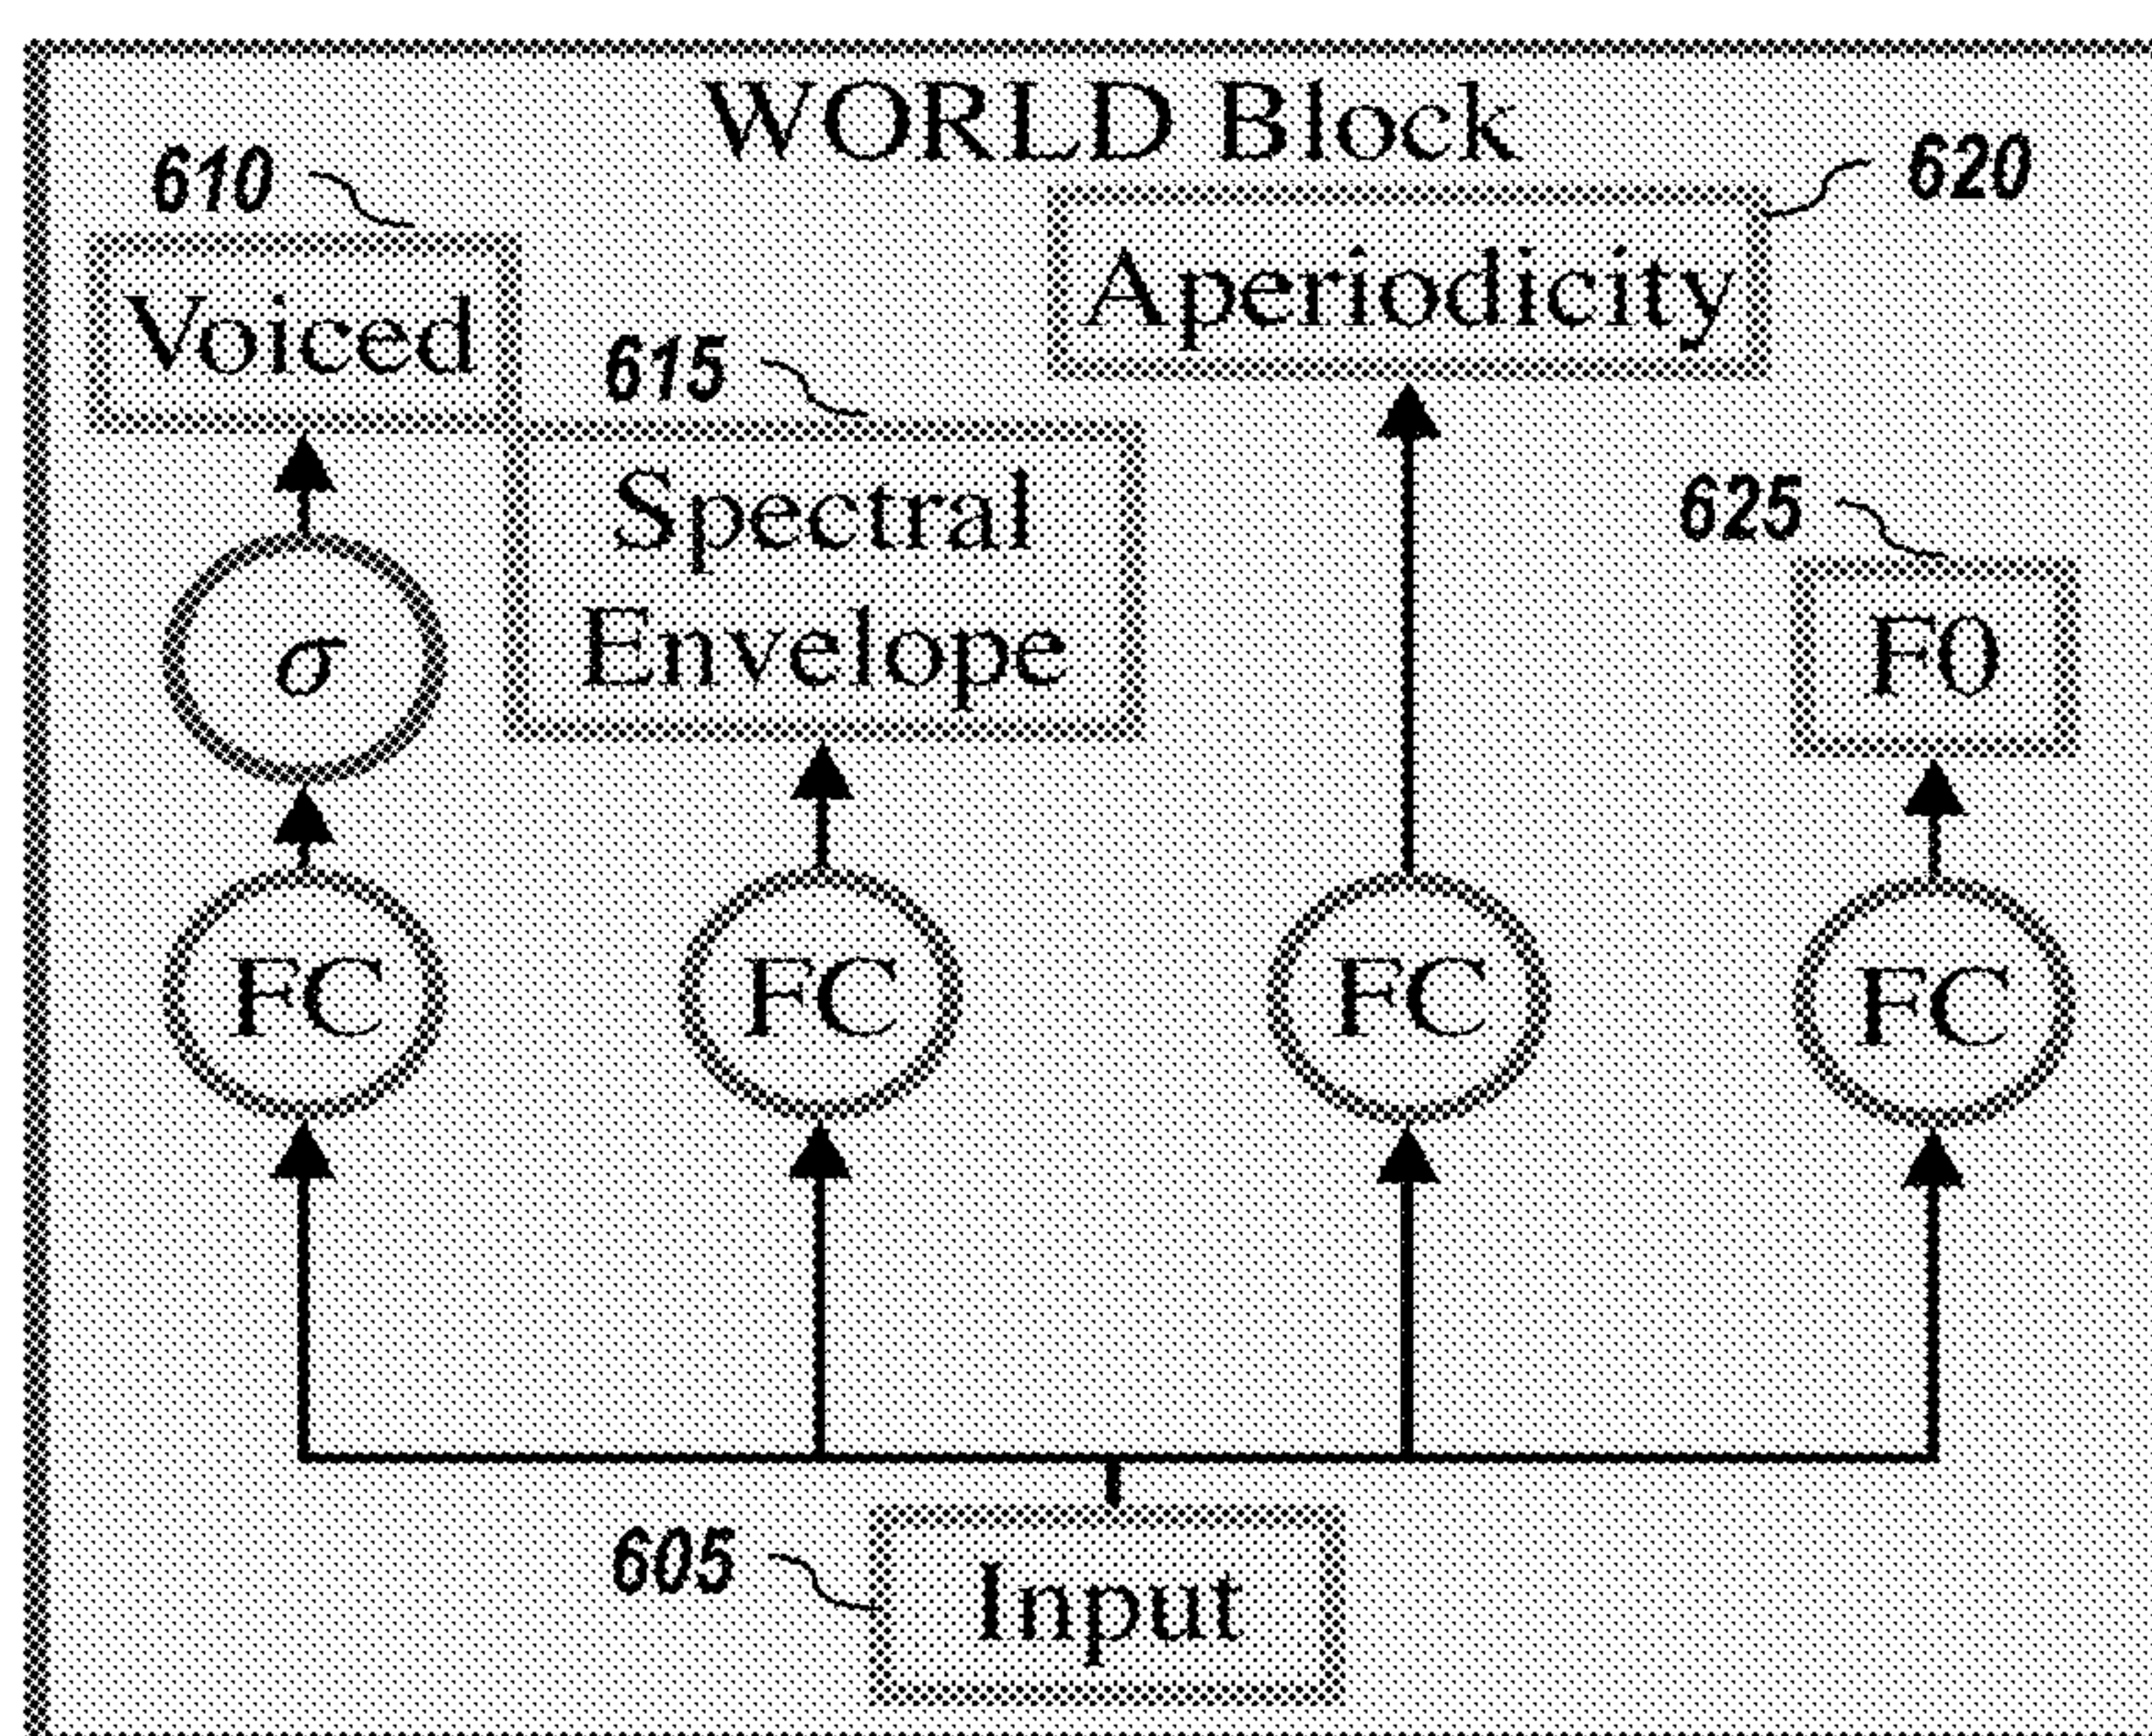 WORLD Block
610
620
Voiced
Aperiodicity
615
Spectral
Envelope
625
F0
σ
FC
FC
FC
FC
605
Input